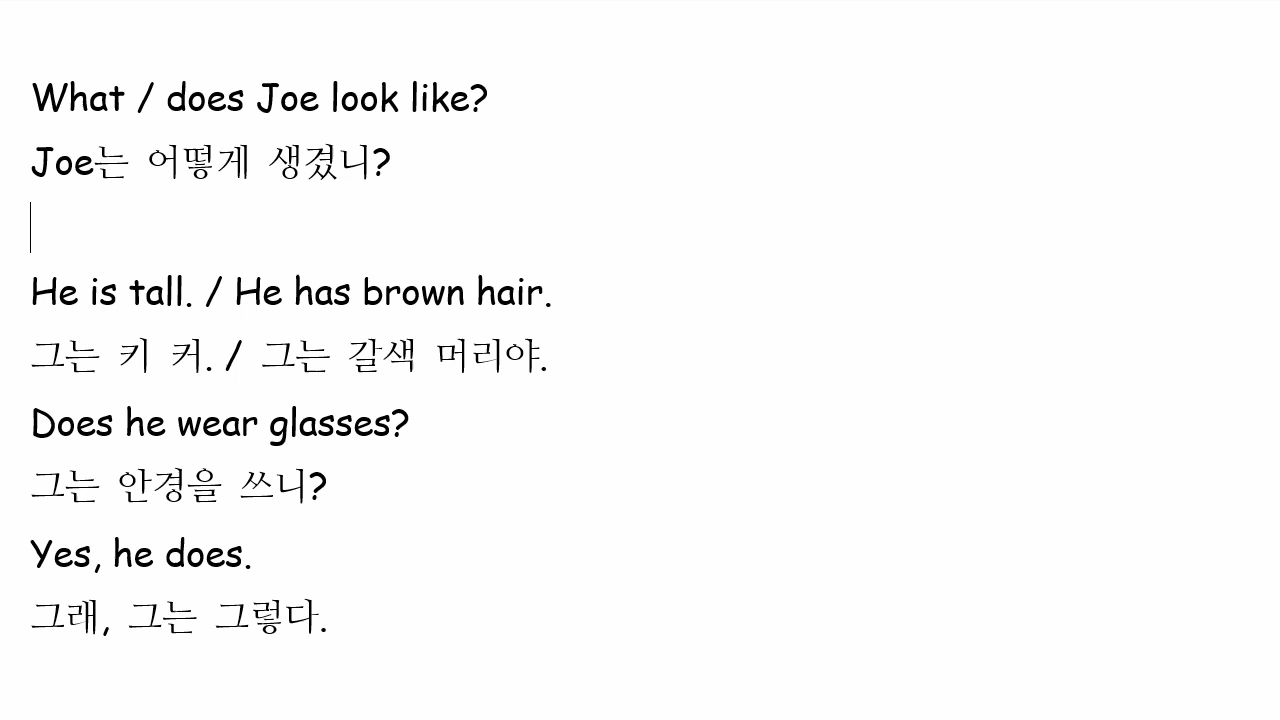 What / does Joe look like?
Joe는 어떻게 생겼니?
He is tall. / He has brown hair.
그는 키 커. / 그는 갈색 머리야.
Does he wear glasses?
그는 안경을 쓰니?
Yes, he does.
그래, 그는 그렇다.